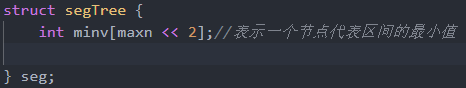 struct segTree {
int minv[maxn << 2];//表示一个节点代表区间的最小值
} seg;